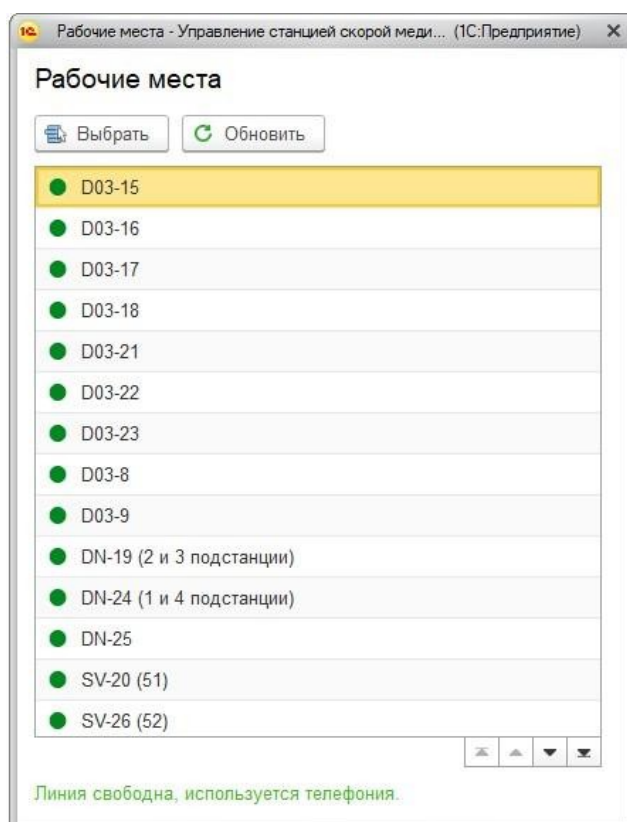 1С Рабочие места - Управление станцией скорой меди... (1С:Предприятие)
Рабочие места
Выбрать Обновить
D03-15
D03-16
D03-17
D03-18
D03-21
D03-22
D03-23
D03-8
D03-9
DN-19 (2 и 3 подстанции)
DN-24 (1 и 4 подстанции)
DN-25
SV-20 (51)
SV-26 (52)
Линия свободна, используется телефония.